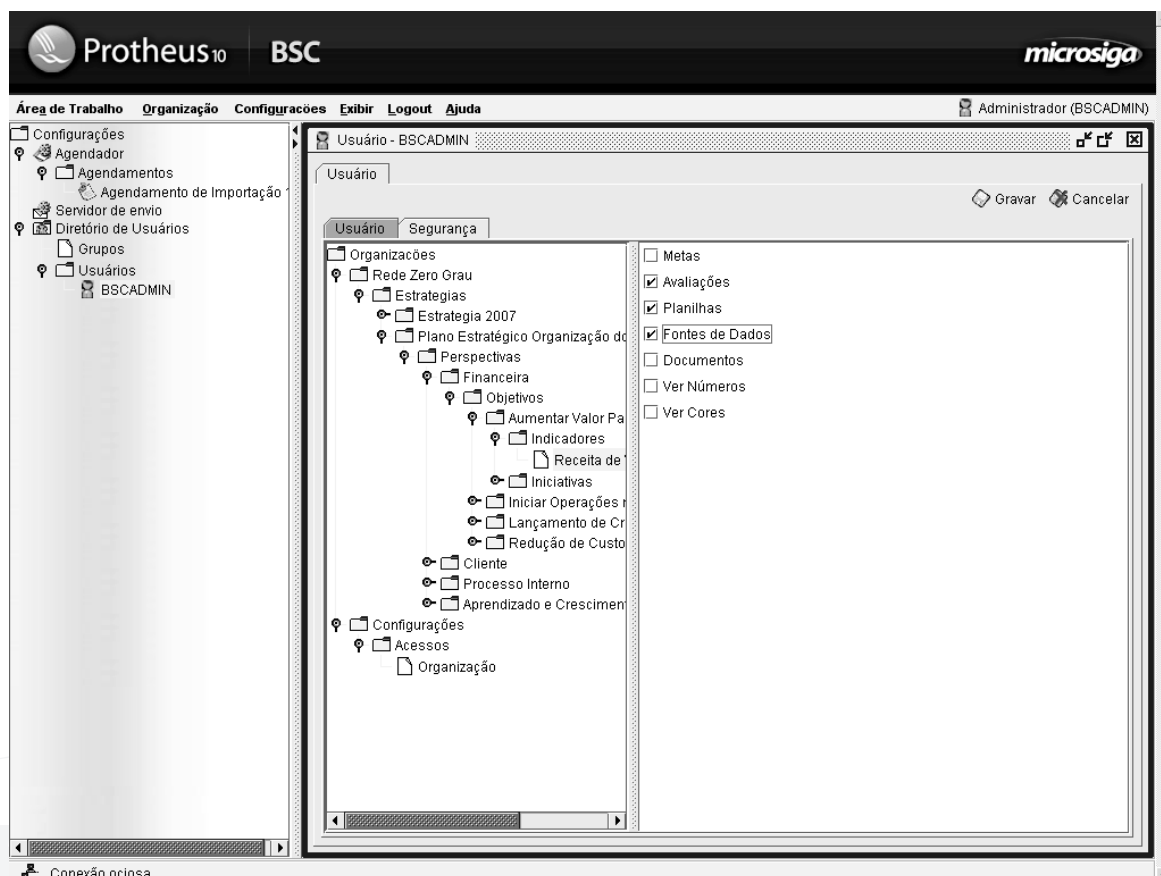 Protheus10 BSC
microsiga
Área de Trabalho Organização Configuracöes Exibir Logout Ajuda
Administrador (BSCADMIN)
Configurações
Agendador
Agendamentos
Agendamento de Importação
Servidor de envio
Diretório de Usuários
Grupos
Usuários
BSCADMIN
Usuário - BSCADMIN
Usuário
Gravar Cancelar
Usuário Segurança
Organizacöes
Rede Zero Grau
Estrategias
Estrategia 2007
Plano Estratégico Organização do
Perspectivas
Financeira
Objetivos
Aumentar Valor Pa
Indicadores
Receita de
Iniciativas
Iniciar Operações
Lançamento de Cr
Redução de Custo
Cliente
Processo Interno
Aprendizado e Crescimen
Configurações
Acessos
Organização
Metas
Avaliações
Planilhas
Fontes de Dados
Documentos
Ver Números
Ver Cores
Conexão ociosa